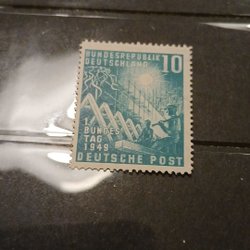 BUNDESREPUBLIK 10
DEUTSCHLAND
1.
BUNDES
TAG
1949
DEUTSCHE POST